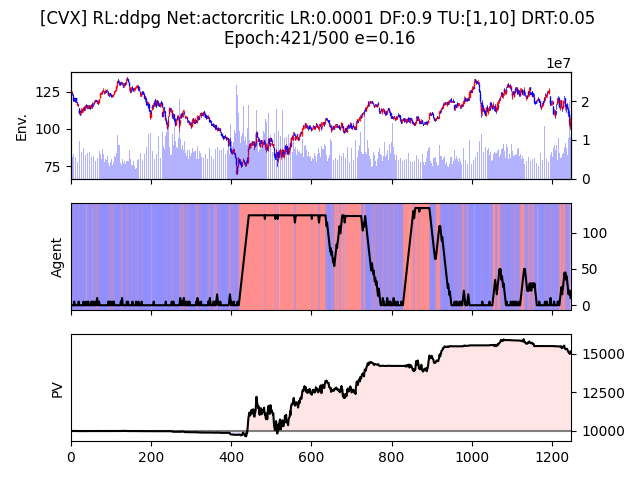 [CVX] RL:ddpg Net:actorcritic LR:0.0001 DF:0.9 TU:[1,10] DRT:0.05
Epoch:421/500 e=0.16
1e7
Env.
125
100
75
2
1
0
Agent
100
50
0
PV
15000
12500
10000
0 200 400 600 800 1000 1200